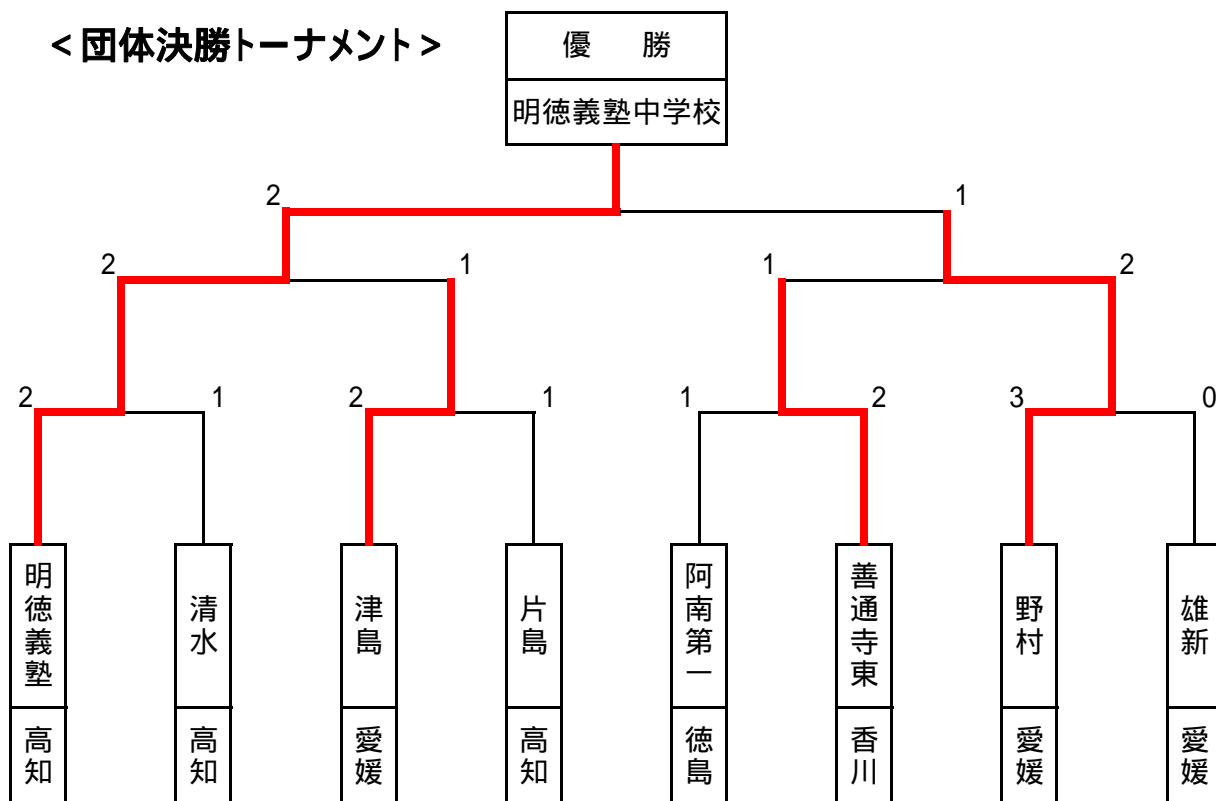 <団体決勝トーナメント>
優　勝
明徳義塾中学校
2 1
2 1 1 2
2 1 2 1 1 2 3 0
明徳義塾
清水
津島
片島
阿南第一
善通寺東
野村
雄新
高知
高知
愛媛
高知
徳島
香川
愛媛
愛媛